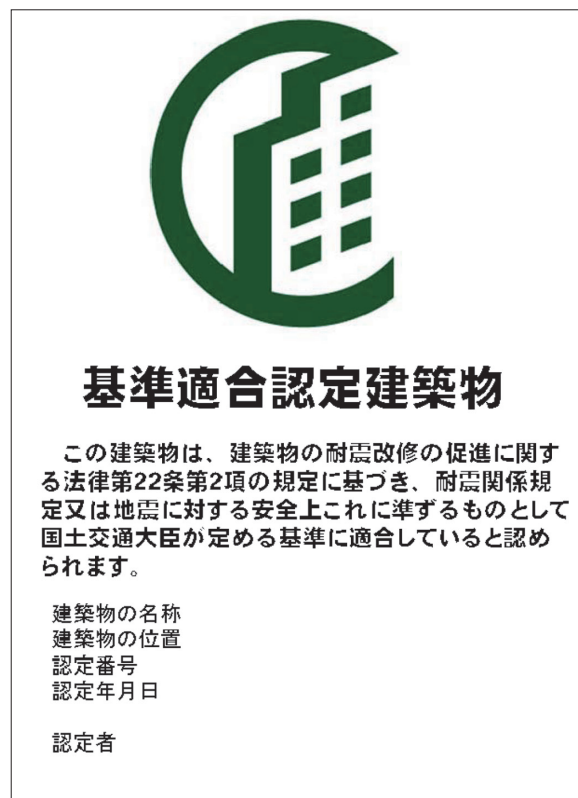 基準適合認定建築物
この建築物は、建築物の耐震改修の促進に関す
る法律第22条第2項の規定に基づき、耐震関係規
定又は地震に対する安全上これに準ずるものとして
国土交通大臣が定める基準に適合していると認め
られます。
建築物の名称
建築物の位置
認定番号
認定年月日
認定者